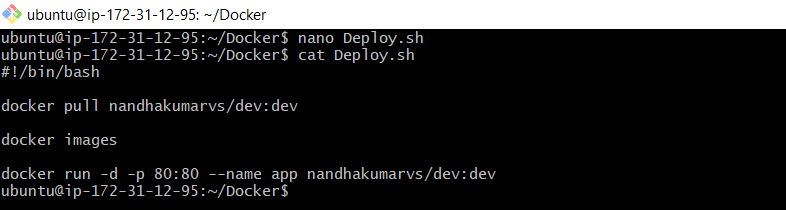 ubuntu@ip-172-31-12-95: ~/Docker
ubuntu@ip-172-31-12-95:~/Docker$ nano Deploy.sh
ubuntu@ip-172-31-12-95:~/Docker$ cat Deploy.sh
#!/bin/bash
docker pull nandhakumarvs/dev:dev
docker images
docker run -d -p 80:80 --name app nandhakumarvs/dev:dev
ubuntu@ip-172-31-12-95:~/Docker$